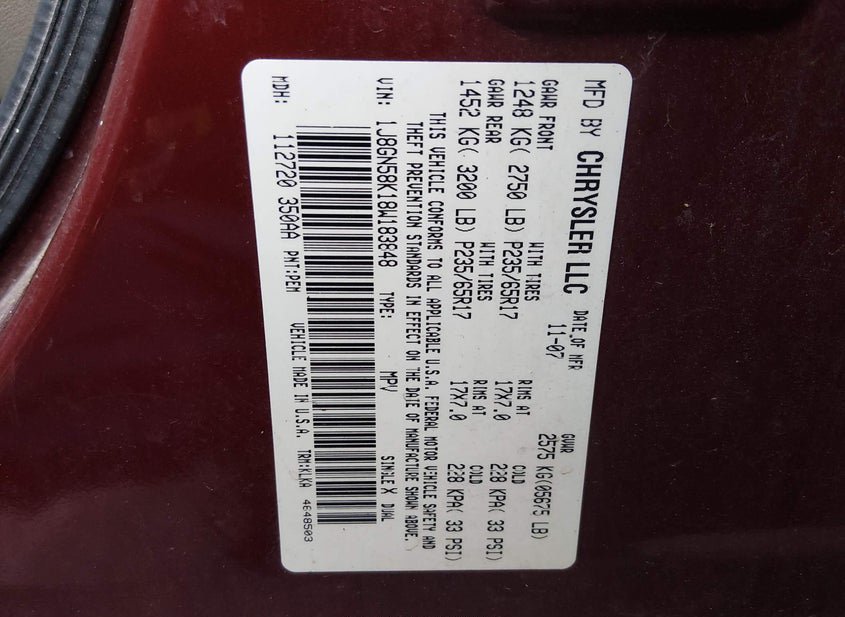 MFD BY CHRYSLER LLC DATE OF MFR GVWR
11-07 2575 KG(05675 LB)
GAWR FRONT WITH TIRES RIMS AT COLD
1248 KG( 2750 LB) P235/65R17 17X7.0 228 KPA( 33 PSI)
GAWR REAR WITH TIRES RIMS AT COLD
1452 KG( 3200 LB) P235/65R17 17X7.0 228 KPA( 33 PSI)
THIS VEHICLE CONFORMS TO ALL APPLICABLE U.S.A. FEDERAL MOTOR VEHICLE SAFETY AND
THEFT PREVENTION STANDARDS IN EFFECT ON THE DATE OF MANUFACTURE SHOWN ABOVE.
VIN: 1J8GN58K18W183848 TYPE: MPV SINGLE X DUAL
MDH: 112720 350AA PNT:PEM VEHICLE MADE IN U.S.A. TRM:KLKA 4648503